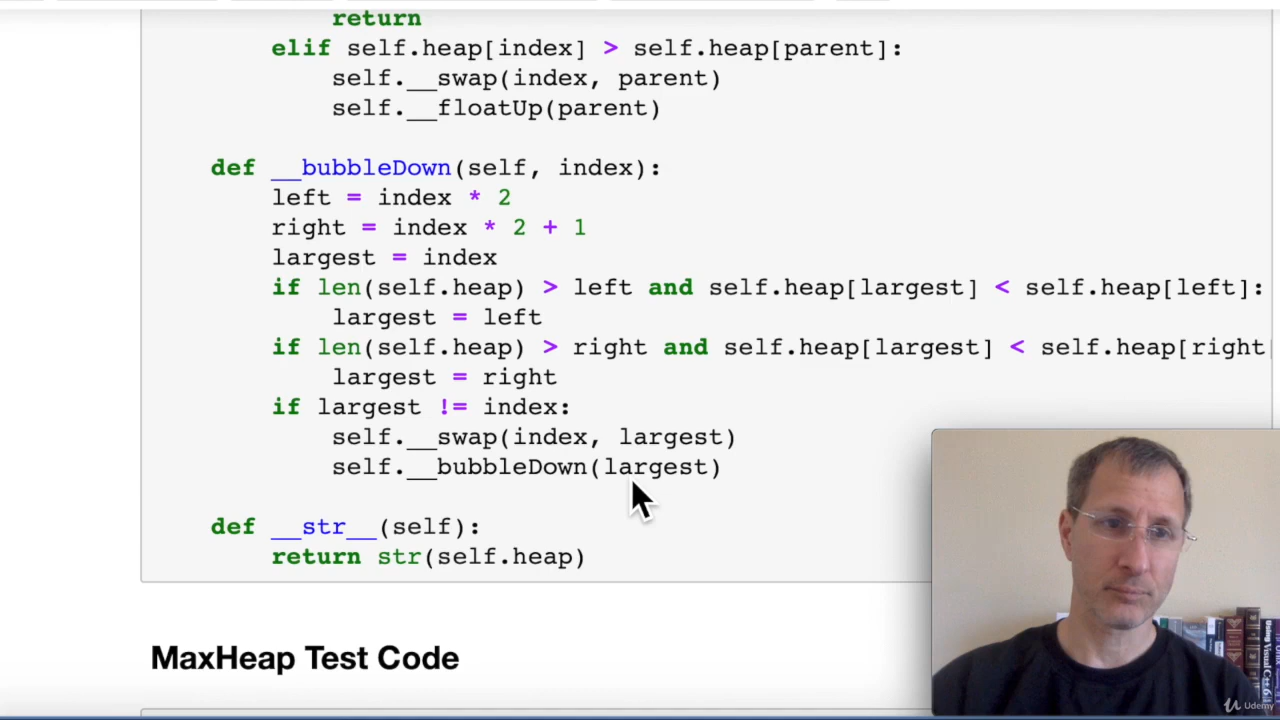 return
        elif self.heap[index] > self.heap[parent]:
            self.__swap(index, parent)
            self.__floatUp(parent)

    def __bubbleDown(self, index):
        left = index * 2
        right = index * 2 + 1
        largest = index
        if len(self.heap) > left and self.heap[largest] < self.heap[left]:
            largest = left
        if len(self.heap) > right and self.heap[largest] < self.heap[right
            largest = right
        if largest != index:
            self.__swap(index, largest)
            self.__bubbleDown(largest)

    def __str__(self):
        return str(self.heap)

MaxHeap Test Code
Using Visual C++ 6
Udemy